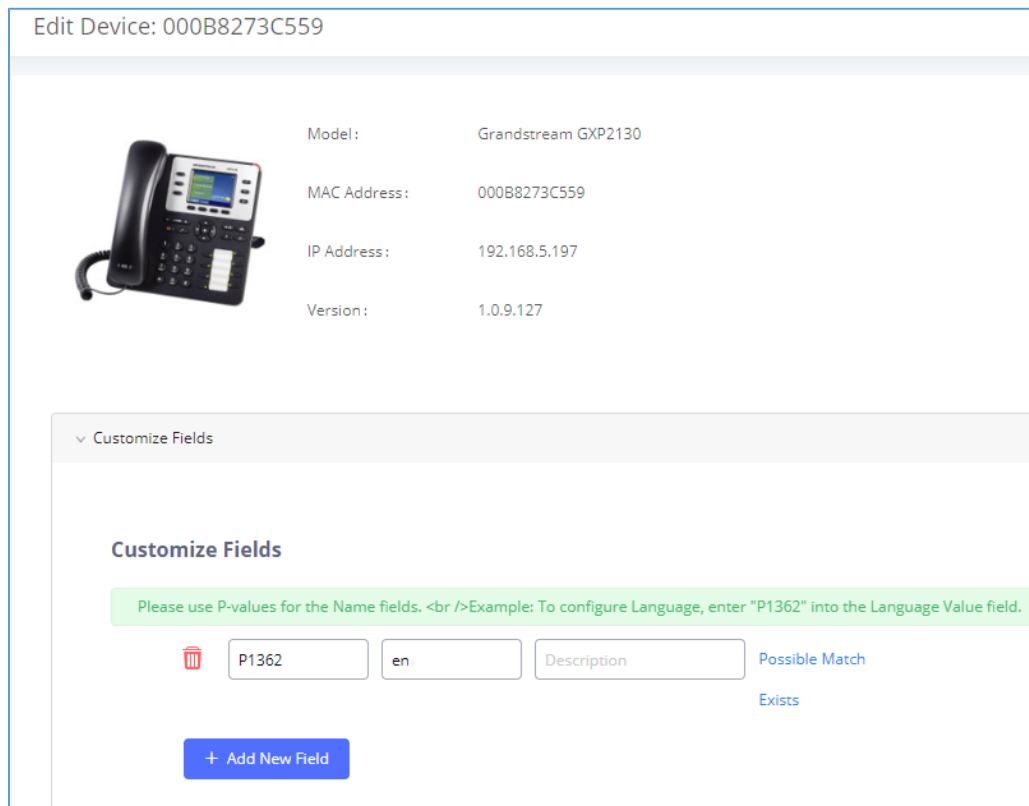 Edit Device: 000B8273C559
Model : Grandstream GXP2130
MAC Address : 000B8273C559
IP Address : 192.168.5.197
Version : 1.0.9.127
Customize Fields
Customize Fields
Please use P-values for the Name fields. <br />Example: To configure Language, enter "P1362" into the Language Value field.
P1362 en Description Possible Match
Exists
+ Add New Field